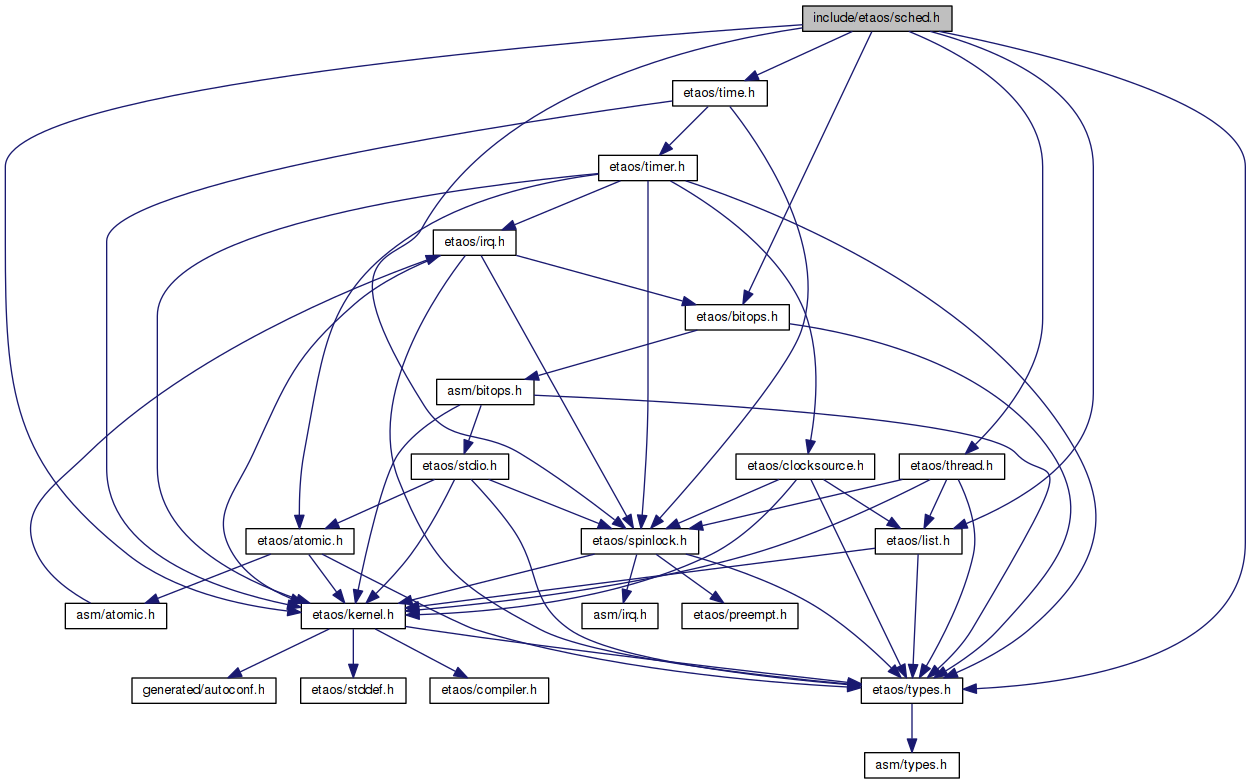 include/etaos/sched.h
etaos/time.h
etaos/timer.h
etaos/irq.h
etaos/bitops.h
asm/bitops.h
etaos/stdio.h
etaos/clocksource.h
etaos/thread.h
etaos/atomic.h
etaos/spinlock.h
etaos/list.h
asm/atomic.h
etaos/kernel.h
asm/irq.h
etaos/preempt.h
generated/autoconf.h
etaos/stddef.h
etaos/compiler.h
etaos/types.h
asm/types.h